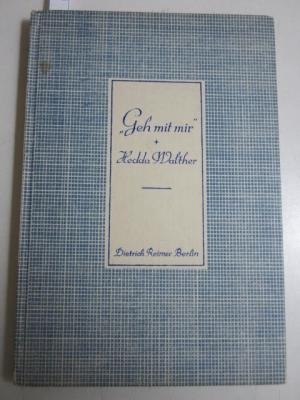 „Geh mit mir“
+
Hedda Walther
Dietrich Reimer Berlin